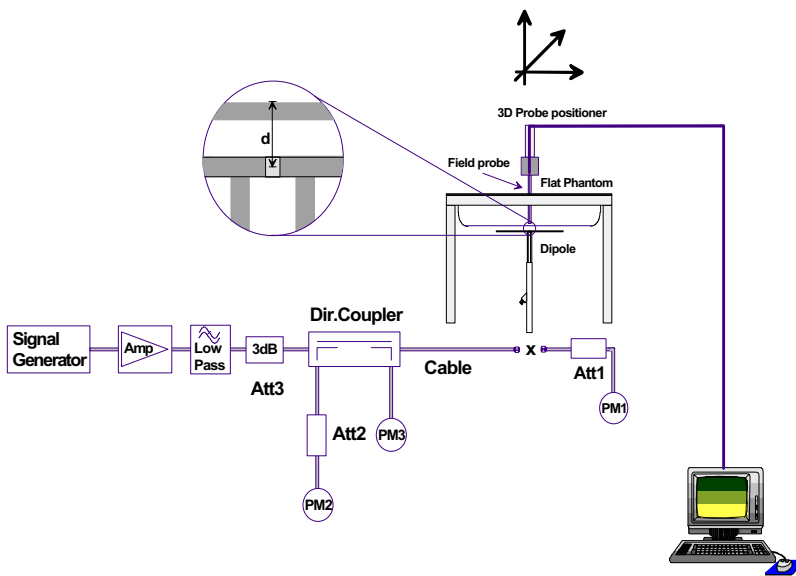 3D Probe positioner
d
Field probe
Flat Phantom
Dipole
Dir.Coupler
Signal
Generator
Amp
Low
Pass
3dB
Cable
x
Att3
Att1
PM1
Att2
PM3
PM2